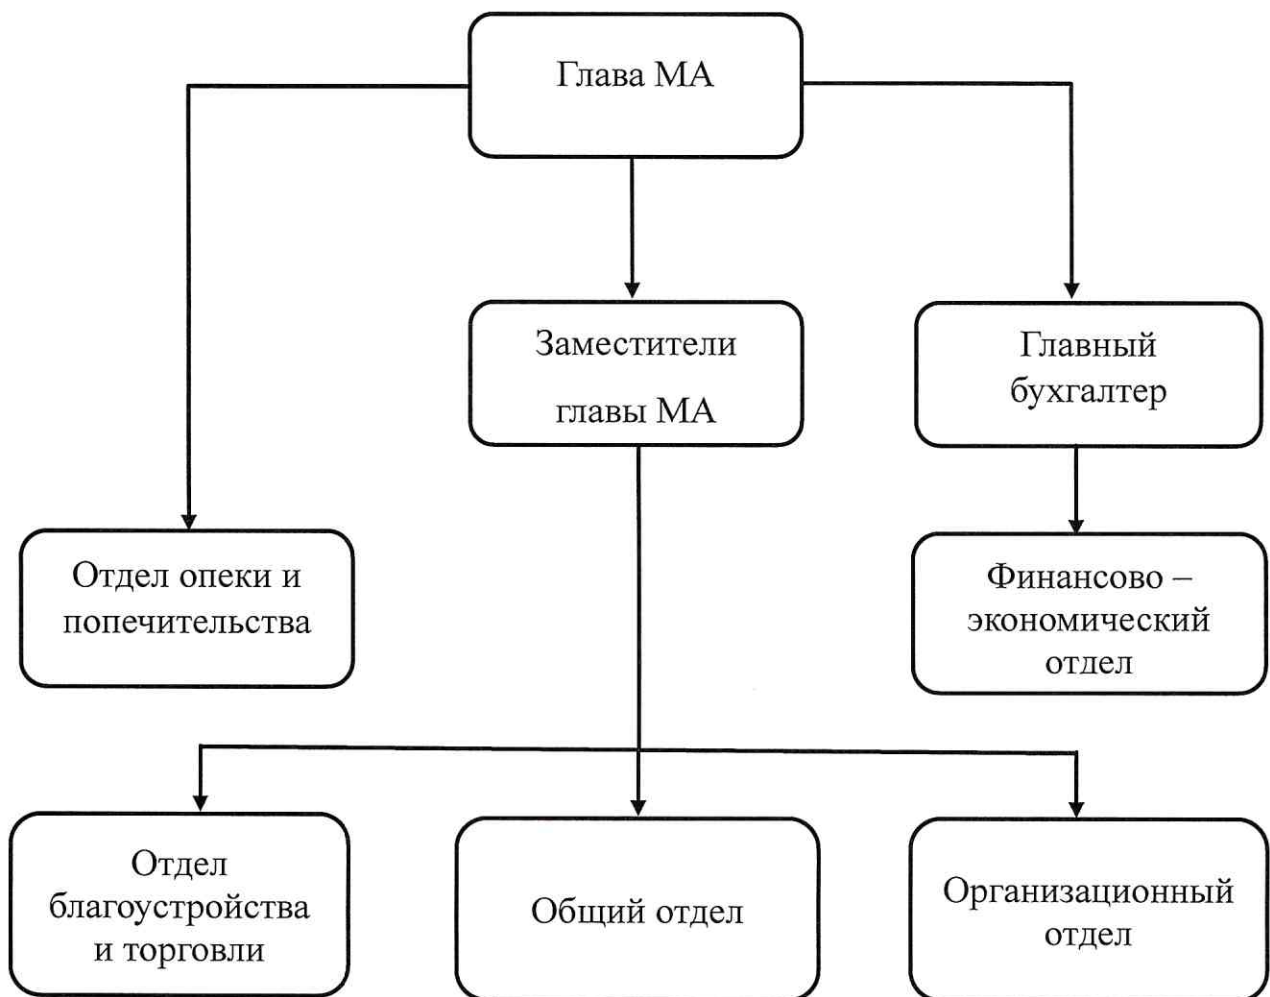 Глава МА
Заместители
главы МА
Главный
бухгалтер
Отдел опеки и
попечительства
Финансово –
экономический
отдел
Отдел
благоустройства
и торговли
Общий отдел
Организационный
отдел